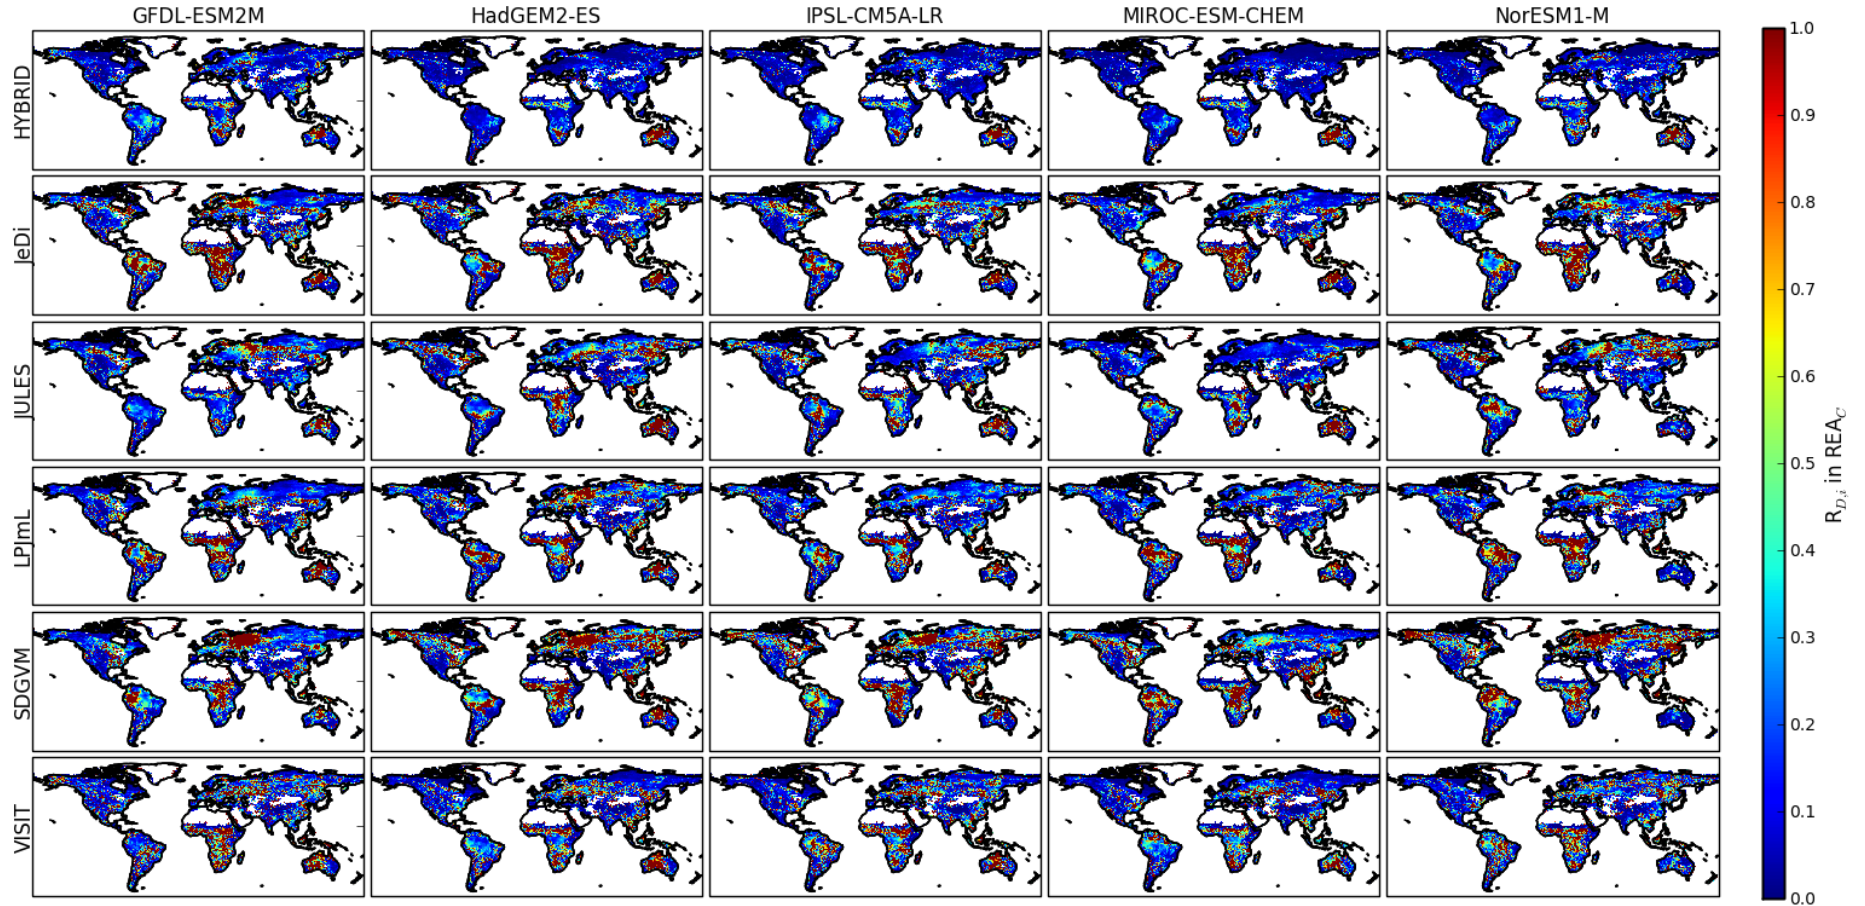 GFDL-ESM2M HadGEM2-ES IPSL-CM5A-LR MIROC-ESM-CHEM NorESM1-M
HYBRID
JeDi
JULES
LPJmL
SDGVM
VISIT
1.0
0.9
0.8
0.7
0.6
0.5
0.4
0.3
0.2
0.1
0.0
R_{D,i} in REA_C